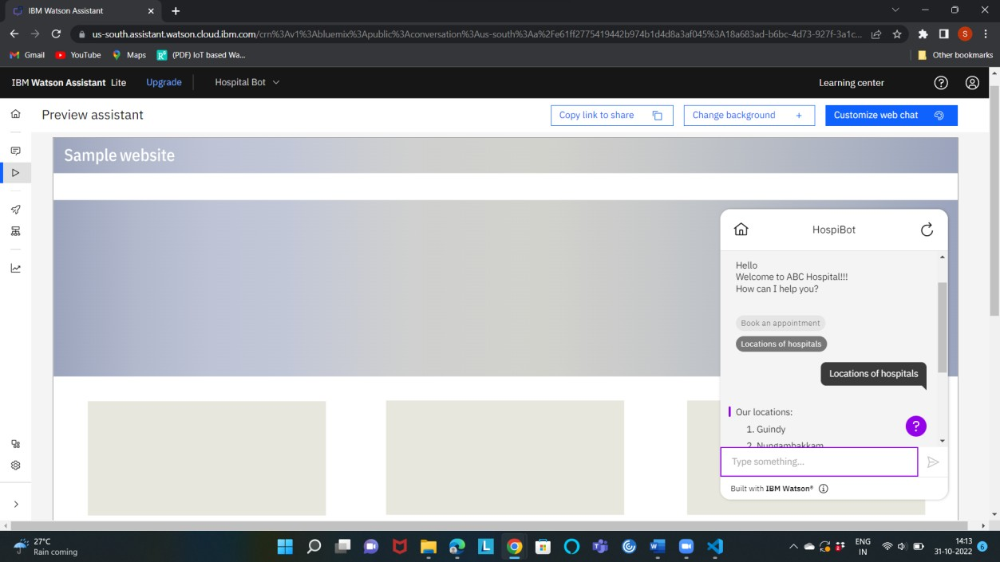 IBM Watson Assistant
us-south.assistant.watson.cloud.ibm.com/crn%3Av1%3Abluemix%3Apublic%3Aconversation%3Aus-south%3Aa%2Fe61ff2775419442b974b1d4d8a3af045%3A18a683ad-b6bc-4d73-927f-3a1c...
S
Gmail YouTube Maps (PDF) IoT based Wa... Other bookmarks
IBM Watson Assistant Lite Upgrade Hospital Bot Learning center
Preview assistant Copy link to share Change background + Customize web chat
Sample website
HospiBot
Hello
Welcome to ABC Hospital!!!
How can I help you?
Book an appointment
Locations of hospitals
Locations of hospitals
Our locations:
1. Guindy
2. Nungambakkam
?
Type something...
Built with IBM Watson®
27°C
Rain coming
ENG
IN
14:13
31-10-2022
6